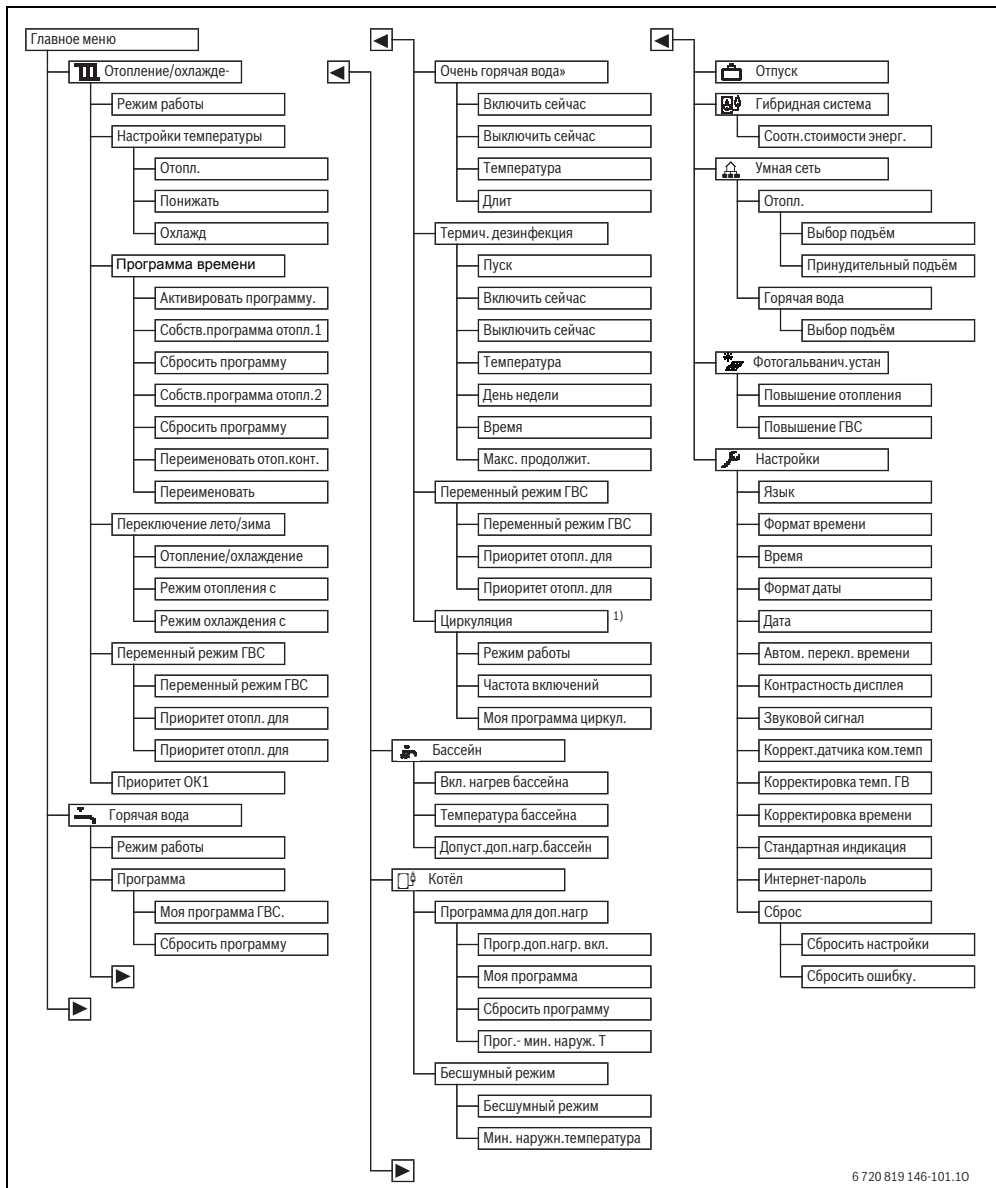 Главное меню
Отопление/охлажде-
Режим работы
Настройки температуры
Отопл.
Понижать
Охлажд
Программа времени
Активировать программу.
Собств.программа отопл.1
Сбросить программу
Собств.программа отопл.2
Сбросить программу
Переименовать отоп.конт.
Переименовать
Переключение лето/зима
Отопление/охлаждение
Режим отопления с
Режим охлаждения с
Переменный режим ГВС
Переменный режим ГВС
Приоритет отопл. для
Приоритет отопл. для
Приоритет ОК1
Горячая вода
Режим работы
Программа
Моя программа ГВС.
Сбросить программу
Очень горячая вода»
Включить сейчас
Выключить сейчас
Температура
Длит
Термич. дезинфекция
Пуск
Включить сейчас
Выключить сейчас
Температура
День недели
Время
Макс. продолжит.
Переменный режим ГВС
Переменный режим ГВС
Приоритет отопл. для
Приоритет отопл. для
Циркуляция 1)
Режим работы
Частота включений
Моя программа циркул.
Бассейн
Вкл. нагрев бассейна
Температура бассейна
Допуст.доп.нагр.бассейн
Котёл
Программа для доп.нагр
Прогр.доп.нагр. вкл.
Моя программа
Сбросить программу
Прог.- мин. наруж. Т
Бесшумный режим
Бесшумный режим
Мин. наружн.температура
Отпуск
Гибридная система
Соотн.стоимости энерг.
Умная сеть
Отопл.
Выбор подъём
Принудительный подъём
Горячая вода
Выбор подъём
Фотогальванич.устан
Повышение отопления
Повышение ГВС
Настройки
Язык
Формат времени
Время
Формат даты
Дата
Автом. перекл. времени
Контрастность дисплея
Звуковой сигнал
Коррект.датчика ком.темп
Корректировка темп. ГВ
Корректировка времени
Стандартная индикация
Интернет-пароль
Сброс
Сбросить настройки
Сбросить ошибку.
6 720 819 146-101.1O